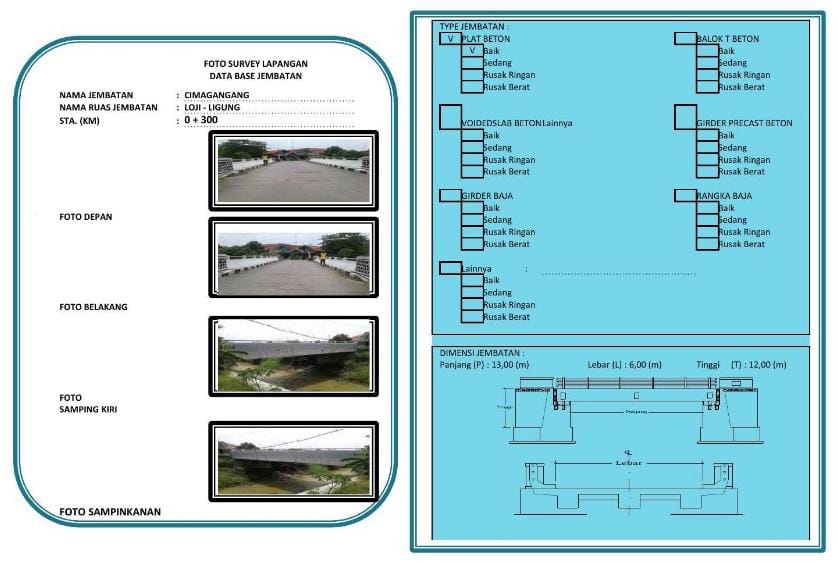 FOTO SURVEY LAPANGAN
DATA BASE JEMBATAN
NAMA JEMBATAN : CIMAGANGANG
NAMA RUAS JEMBATAN : LOJI - LIGUNG
STA. (KM) : 0 + 300
FOTO DEPAN
FOTO BELAKANG
FOTO
SAMPING KIRI
FOTO SAMPINKANAN
TYPE JEMBATAN :
V PLAT BETON
V Baik
Sedang
Rusak Ringan
Rusak Berat
BALOK T BETON
Baik
Sedang
Rusak Ringan
Rusak Berat
VOIDEDSLAB BETONLainnya
Baik
Sedang
Rusak Ringan
Rusak Berat
GIRDER PRECAST BETON
Baik
Sedang
Rusak Ringan
Rusak Berat
GIRDER BAJA
Baik
Sedang
Rusak Ringan
Rusak Berat
RANGKA BAJA
Baik
Sedang
Rusak Ringan
Rusak Berat
Lainnya :
Baik
Sedang
Rusak Ringan
Rusak Berat
DIMENSI JEMBATAN :
Panjang (P) : 13,00 (m) Lebar (L) : 6,00 (m) Tinggi (T) : 12,00 (m)
Tinggi
Panjang
Lebar